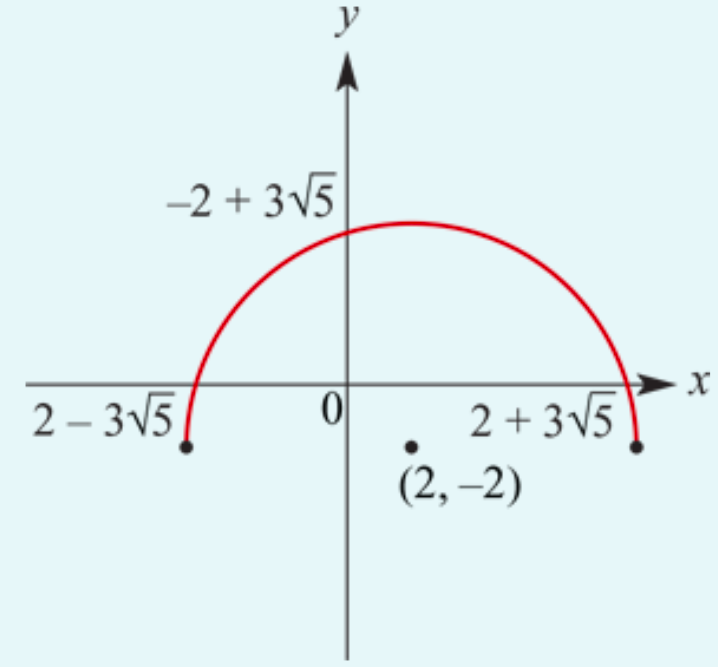 y
–2 + 3√5
x
2 – 3√5
0
2 + 3√5
(2, –2)